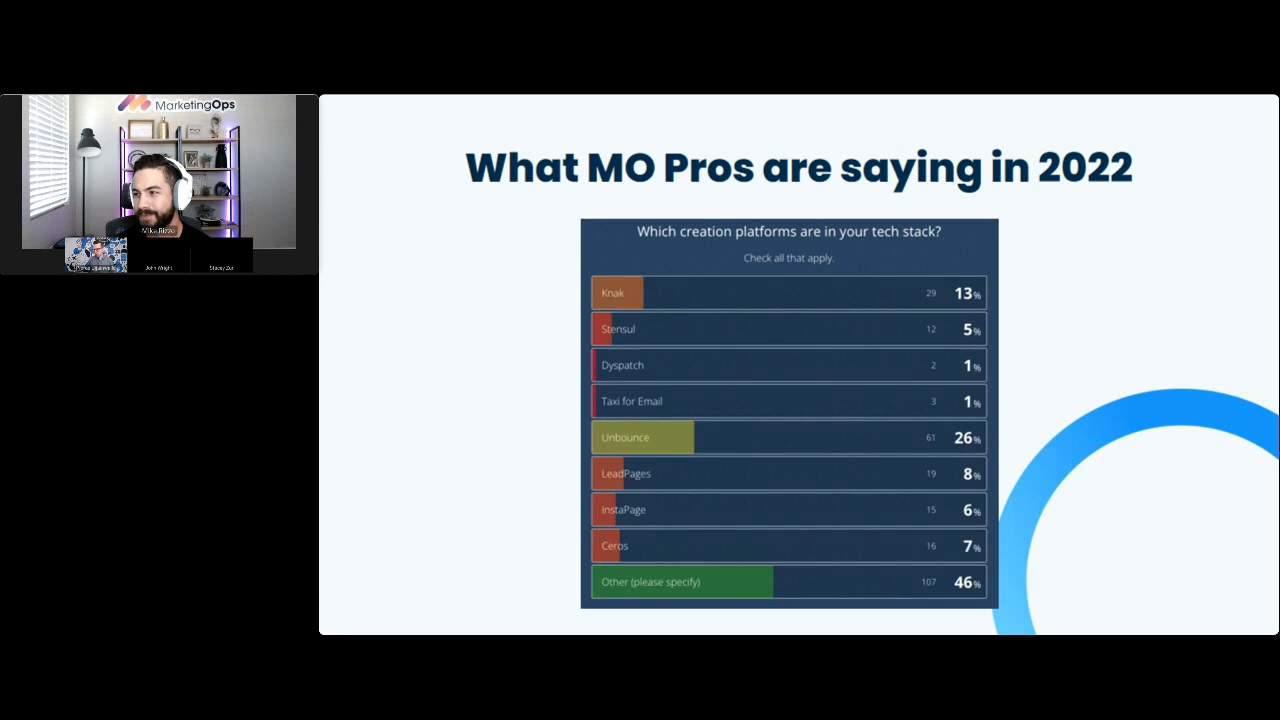 MarketingOps
Mike Rizzo
John Wright
Stacey Zur
What MO Pros are saying in 2022
Which creation platforms are in your tech stack?
Check all that apply.
Knak 29 13%
Stensul 12 5%
Dyspatch 2 1%
Taxi for Email 3 1%
Unbounce 61 26%
LeadPages 19 8%
InstaPage 15 6%
Ceros 16 7%
Other (please specify) 107 46%